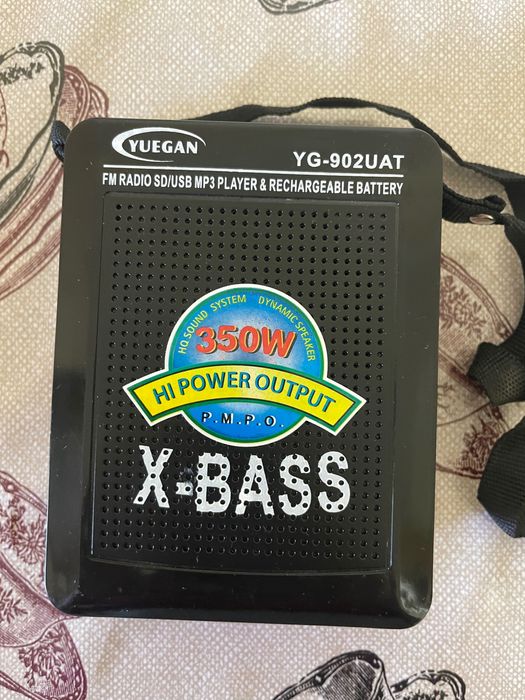 YUEGAN
YG-902UAT
FM RADIO SD/USB MP3 PLAYER & RECHARGEABLE BATTERY
HQ SOUND SYSTEM DYNAMIC SPEAKER
350W
HI POWER OUTPUT
P.M.P.O.
X-BASS